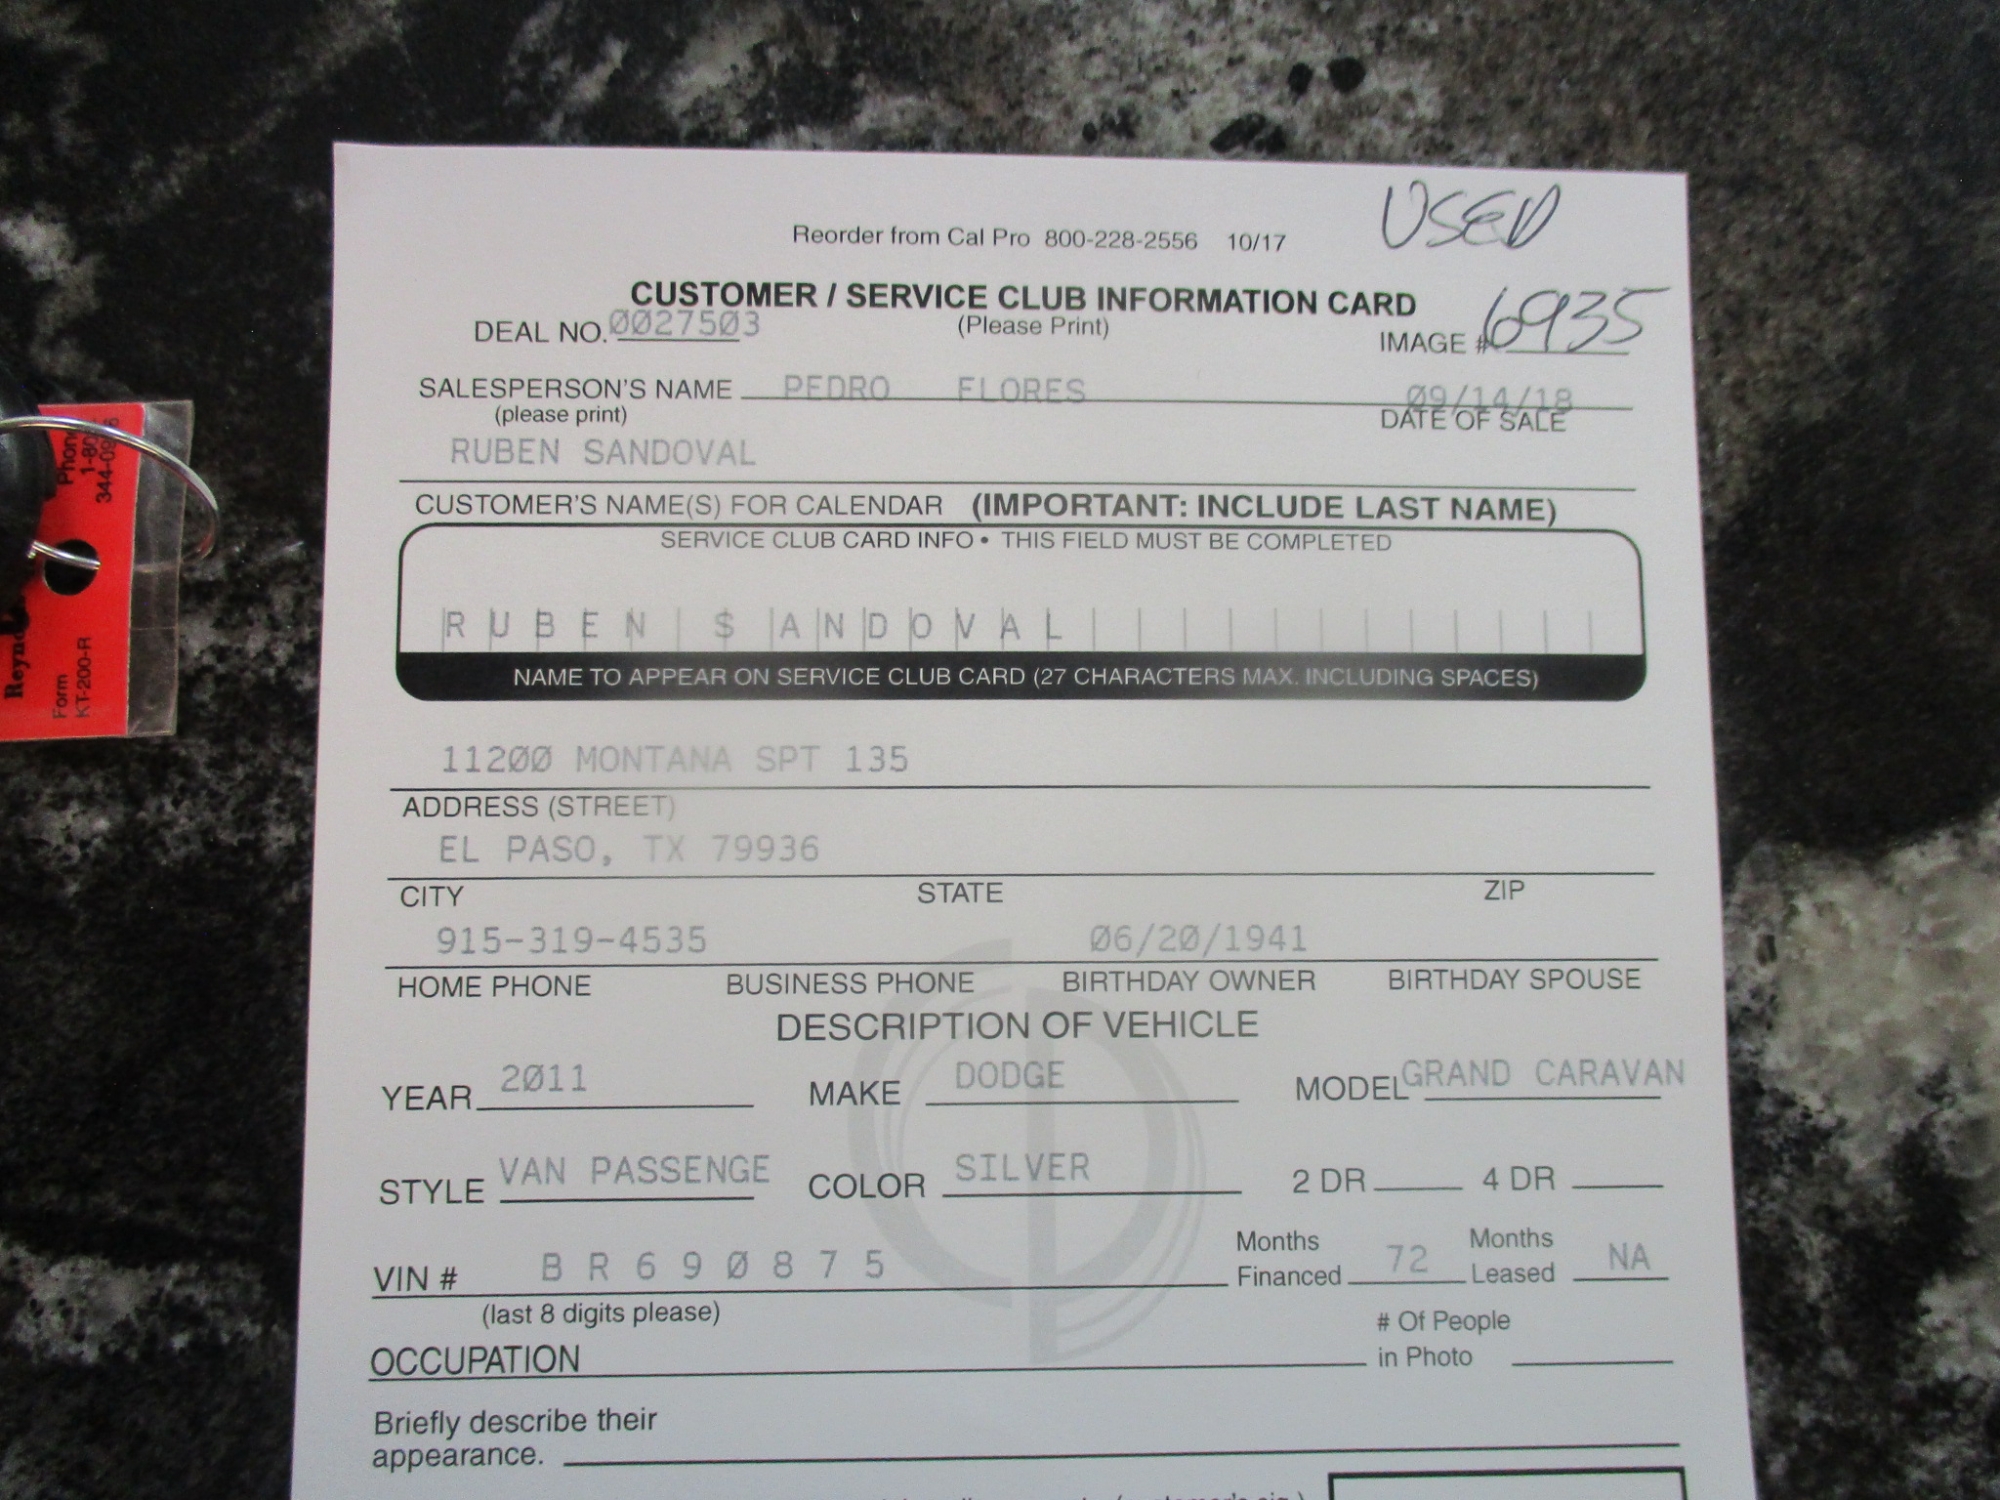 USED
Reorder from Cal Pro 800-228-2556 10/17
CUSTOMER / SERVICE CLUB INFORMATION CARD
DEAL NO. 0027503 (Please Print) IMAGE # 6935
SALESPERSON'S NAME PEDRO FLORES 09/14/18
(please print) DATE OF SALE
RUBEN SANDOVAL
CUSTOMER'S NAME(S) FOR CALENDAR (IMPORTANT: INCLUDE LAST NAME)
SERVICE CLUB CARD INFO • THIS FIELD MUST BE COMPLETED
RUBEN SANDOVAL
NAME TO APPEAR ON SERVICE CLUB CARD (27 CHARACTERS MAX. INCLUDING SPACES)
11200 MONTANA SPT 135
ADDRESS (STREET)
EL PASO, TX 79936
CITY STATE ZIP
915-319-4535 06/20/1941
HOME PHONE BUSINESS PHONE BIRTHDAY OWNER BIRTHDAY SPOUSE
DESCRIPTION OF VEHICLE
YEAR 2011 MAKE DODGE MODEL GRAND CARAVAN
STYLE VAN PASSENGE COLOR SILVER 2 DR 4 DR
VIN # BR690875 Months Financed 72 Months Leased NA
(last 8 digits please)
OCCUPATION # Of People in Photo
Briefly describe their
appearance.
Phone
1-80
344-09
Form
KT-200-R